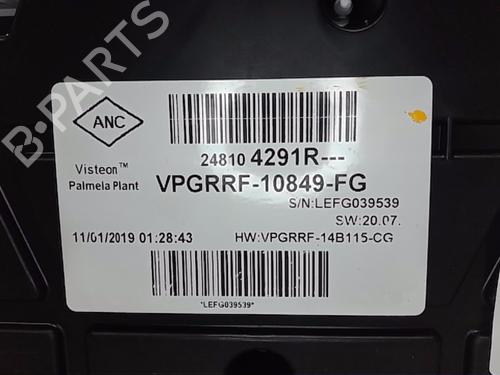 B-PARTS
ANC
Visteon™
Palmela Plant
24810 4291R---
VPGRRF-10849-FG
S/N:LEFG039539
SW:20.07.
11/01/2019 01:28:43
HW:VPGRRF-14B115-CG
*LEFG039539*